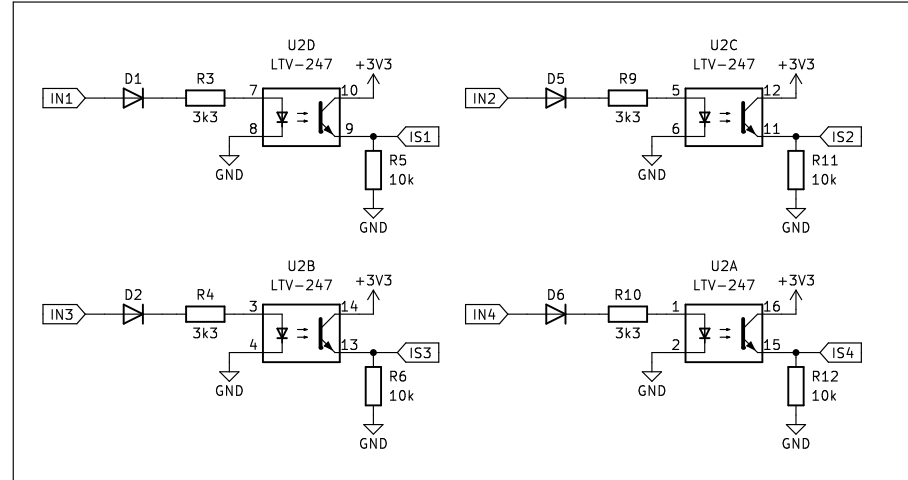 U2D
LTV-247
+3V3
IN1
D1
R3
3k3
7
10
8
9
IS1
GND
R5
10k
GND
U2C
LTV-247
+3V3
IN2
D5
R9
3k3
5
12
6
11
IS2
GND
R11
10k
GND
U2B
LTV-247
+3V3
IN3
D2
R4
3k3
3
14
4
13
IS3
GND
R6
10k
GND
U2A
LTV-247
+3V3
IN4
D6
R10
3k3
1
16
2
15
IS4
GND
R12
10k
GND